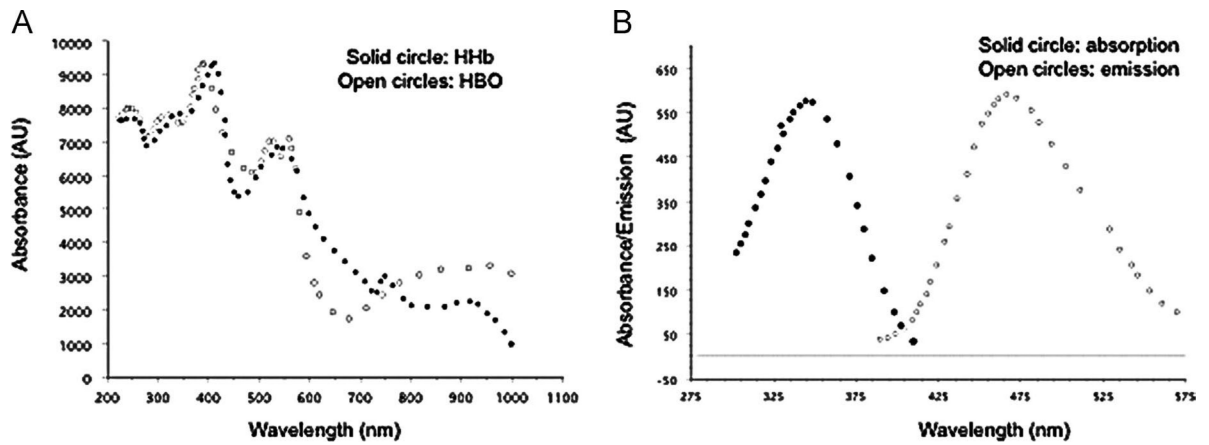 A
10000
9000
8000
7000
6000
5000
4000
3000
2000
1000
0
Absorbance (AU)
Solid circle: HHb
Open circles: HBO
200 300 400 500 600 700 800 900 1000 1100
Wavelength (nm)
B
650
550
450
350
250
150
50
-50
Absorbance/Emission (AU)
Solid circle: absorption
Open circles: emission
275 325 375 425 475 525 575
Wavelength (nm)